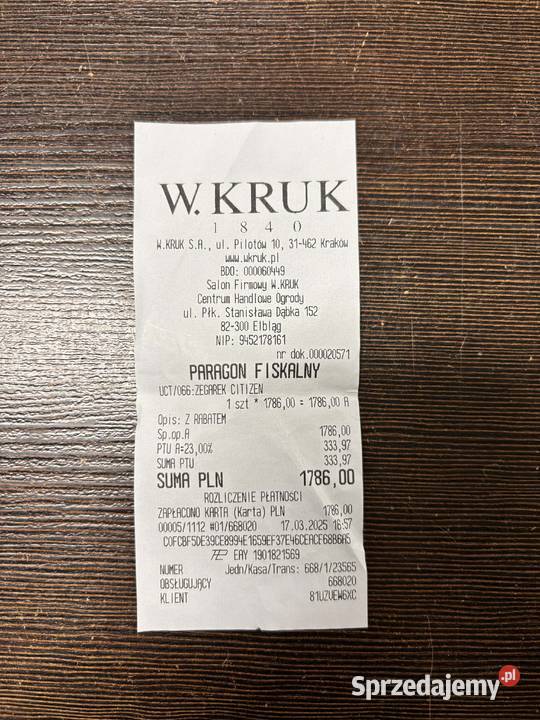 W.KRUK
1840
W.KRUK S.A., ul. Pilotów 10, 31-462 Kraków
www.wkruk.pl
BDO: 000060449
Salon Firmowy W.KRUK
Centrum Handlowe Ogrody
ul. Płk. Stanisława Dąbka 152
82-300 Elbląg
NIP: 9452178161
nr dok.000020571
PARAGON FISKALNY
UCT/066:ZEGAREK CITIZEN
1 szt * 1786,00 = 1786,00 A
Opis: Z RABATEM
Sp.op.A 1786,00
PTU A=23,00% 333,97
SUMA PTU 333,97
SUMA PLN 1786,00
ROZLICZENIE PŁATNOŚCI
ZAPŁACONO KARTA (Karta) PLN 1786,00
00005/1112 #01/668020 17.03.2025 16:57
C0FCBF5DE39CE8994E1659EF37E46CEACF6BB6A5
EAY 1901821569
NUMER Jedn/Kasa/Trans: 668/1/23565
OBSŁUGUJĄCY 668020
KLIENT 81UZVEW6XC
Sprzedajemy.pl